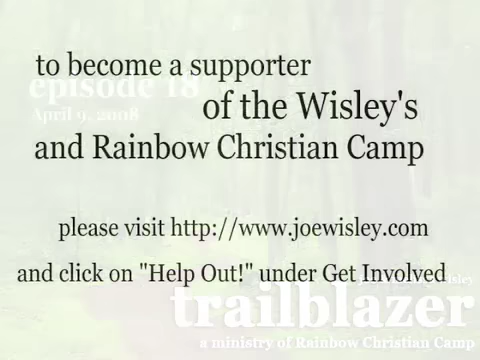 to become a supporter
episode 18
of the Wisley's
April 9, 2008
and Rainbow Christian Camp
please visit http://www.joewisley.com
and click on "Help Out!" under Get Involved
wisley
trailblazer
a ministry of Rainbow Christian Camp